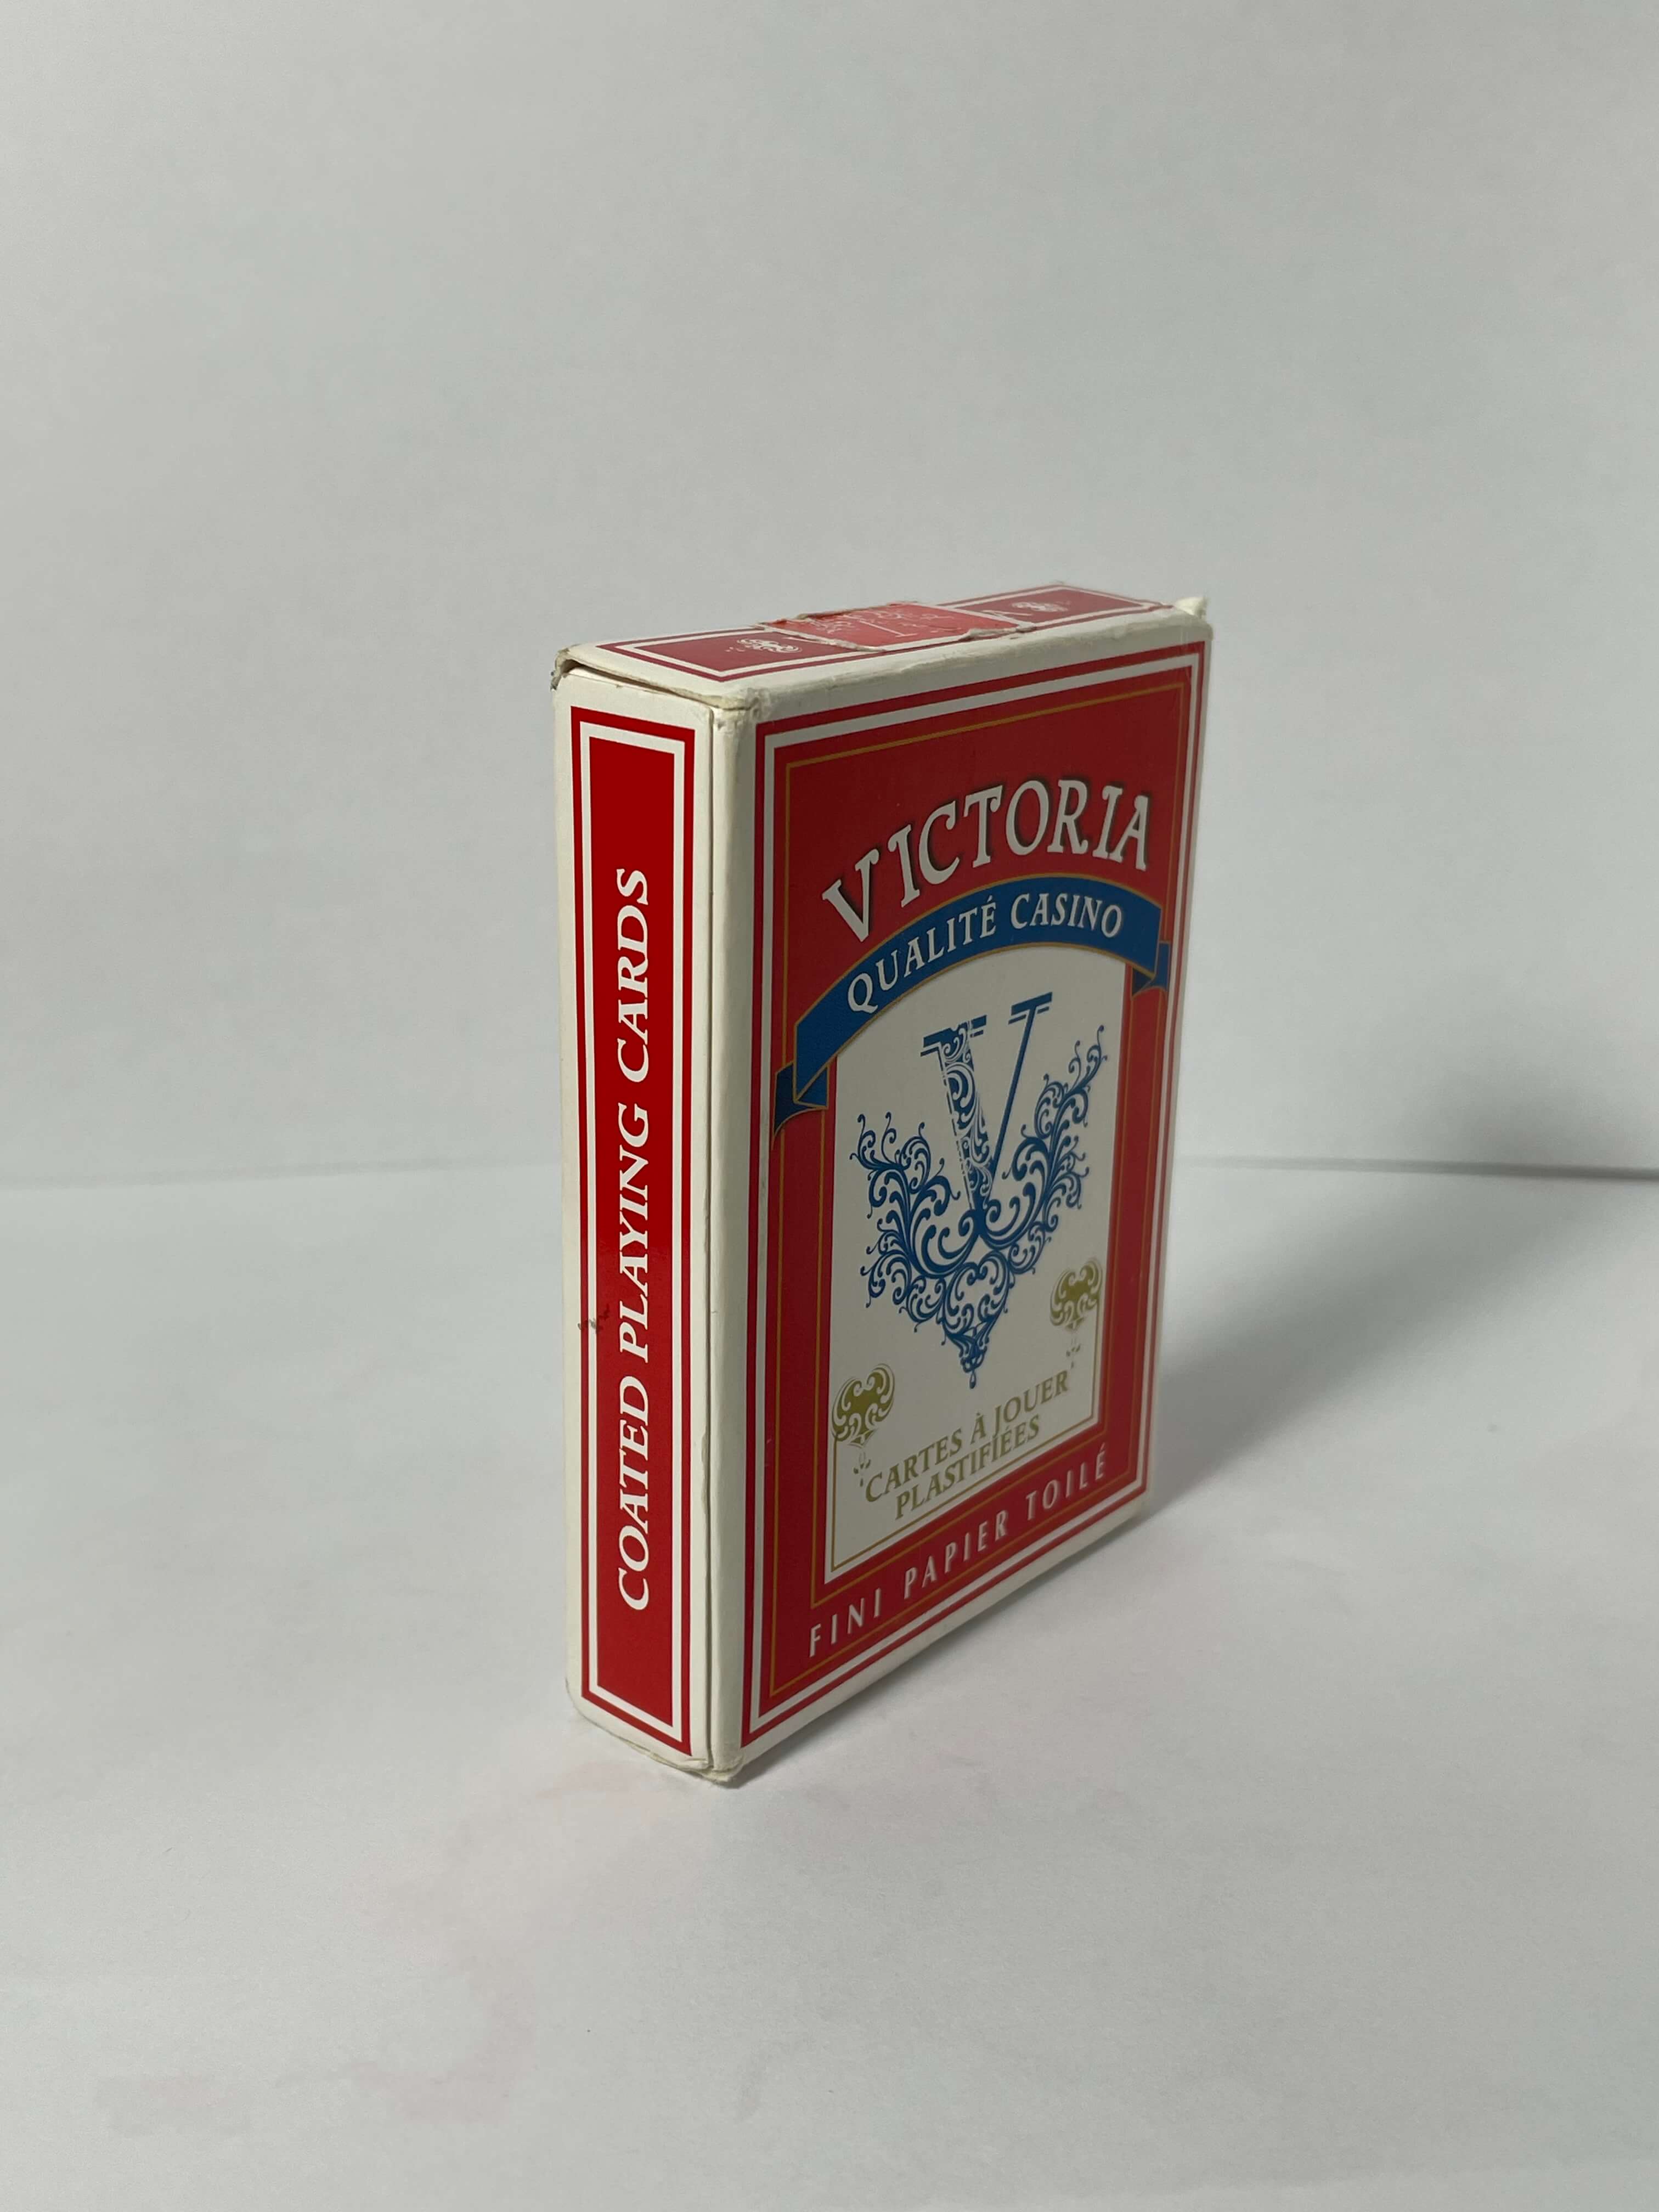 COATED PLAYING CARDS
VICTORIA
QUALITÉ CASINO
V
CARTES À JOUER
PLASTIFIÉES
FINI PAPIER TOILÉ